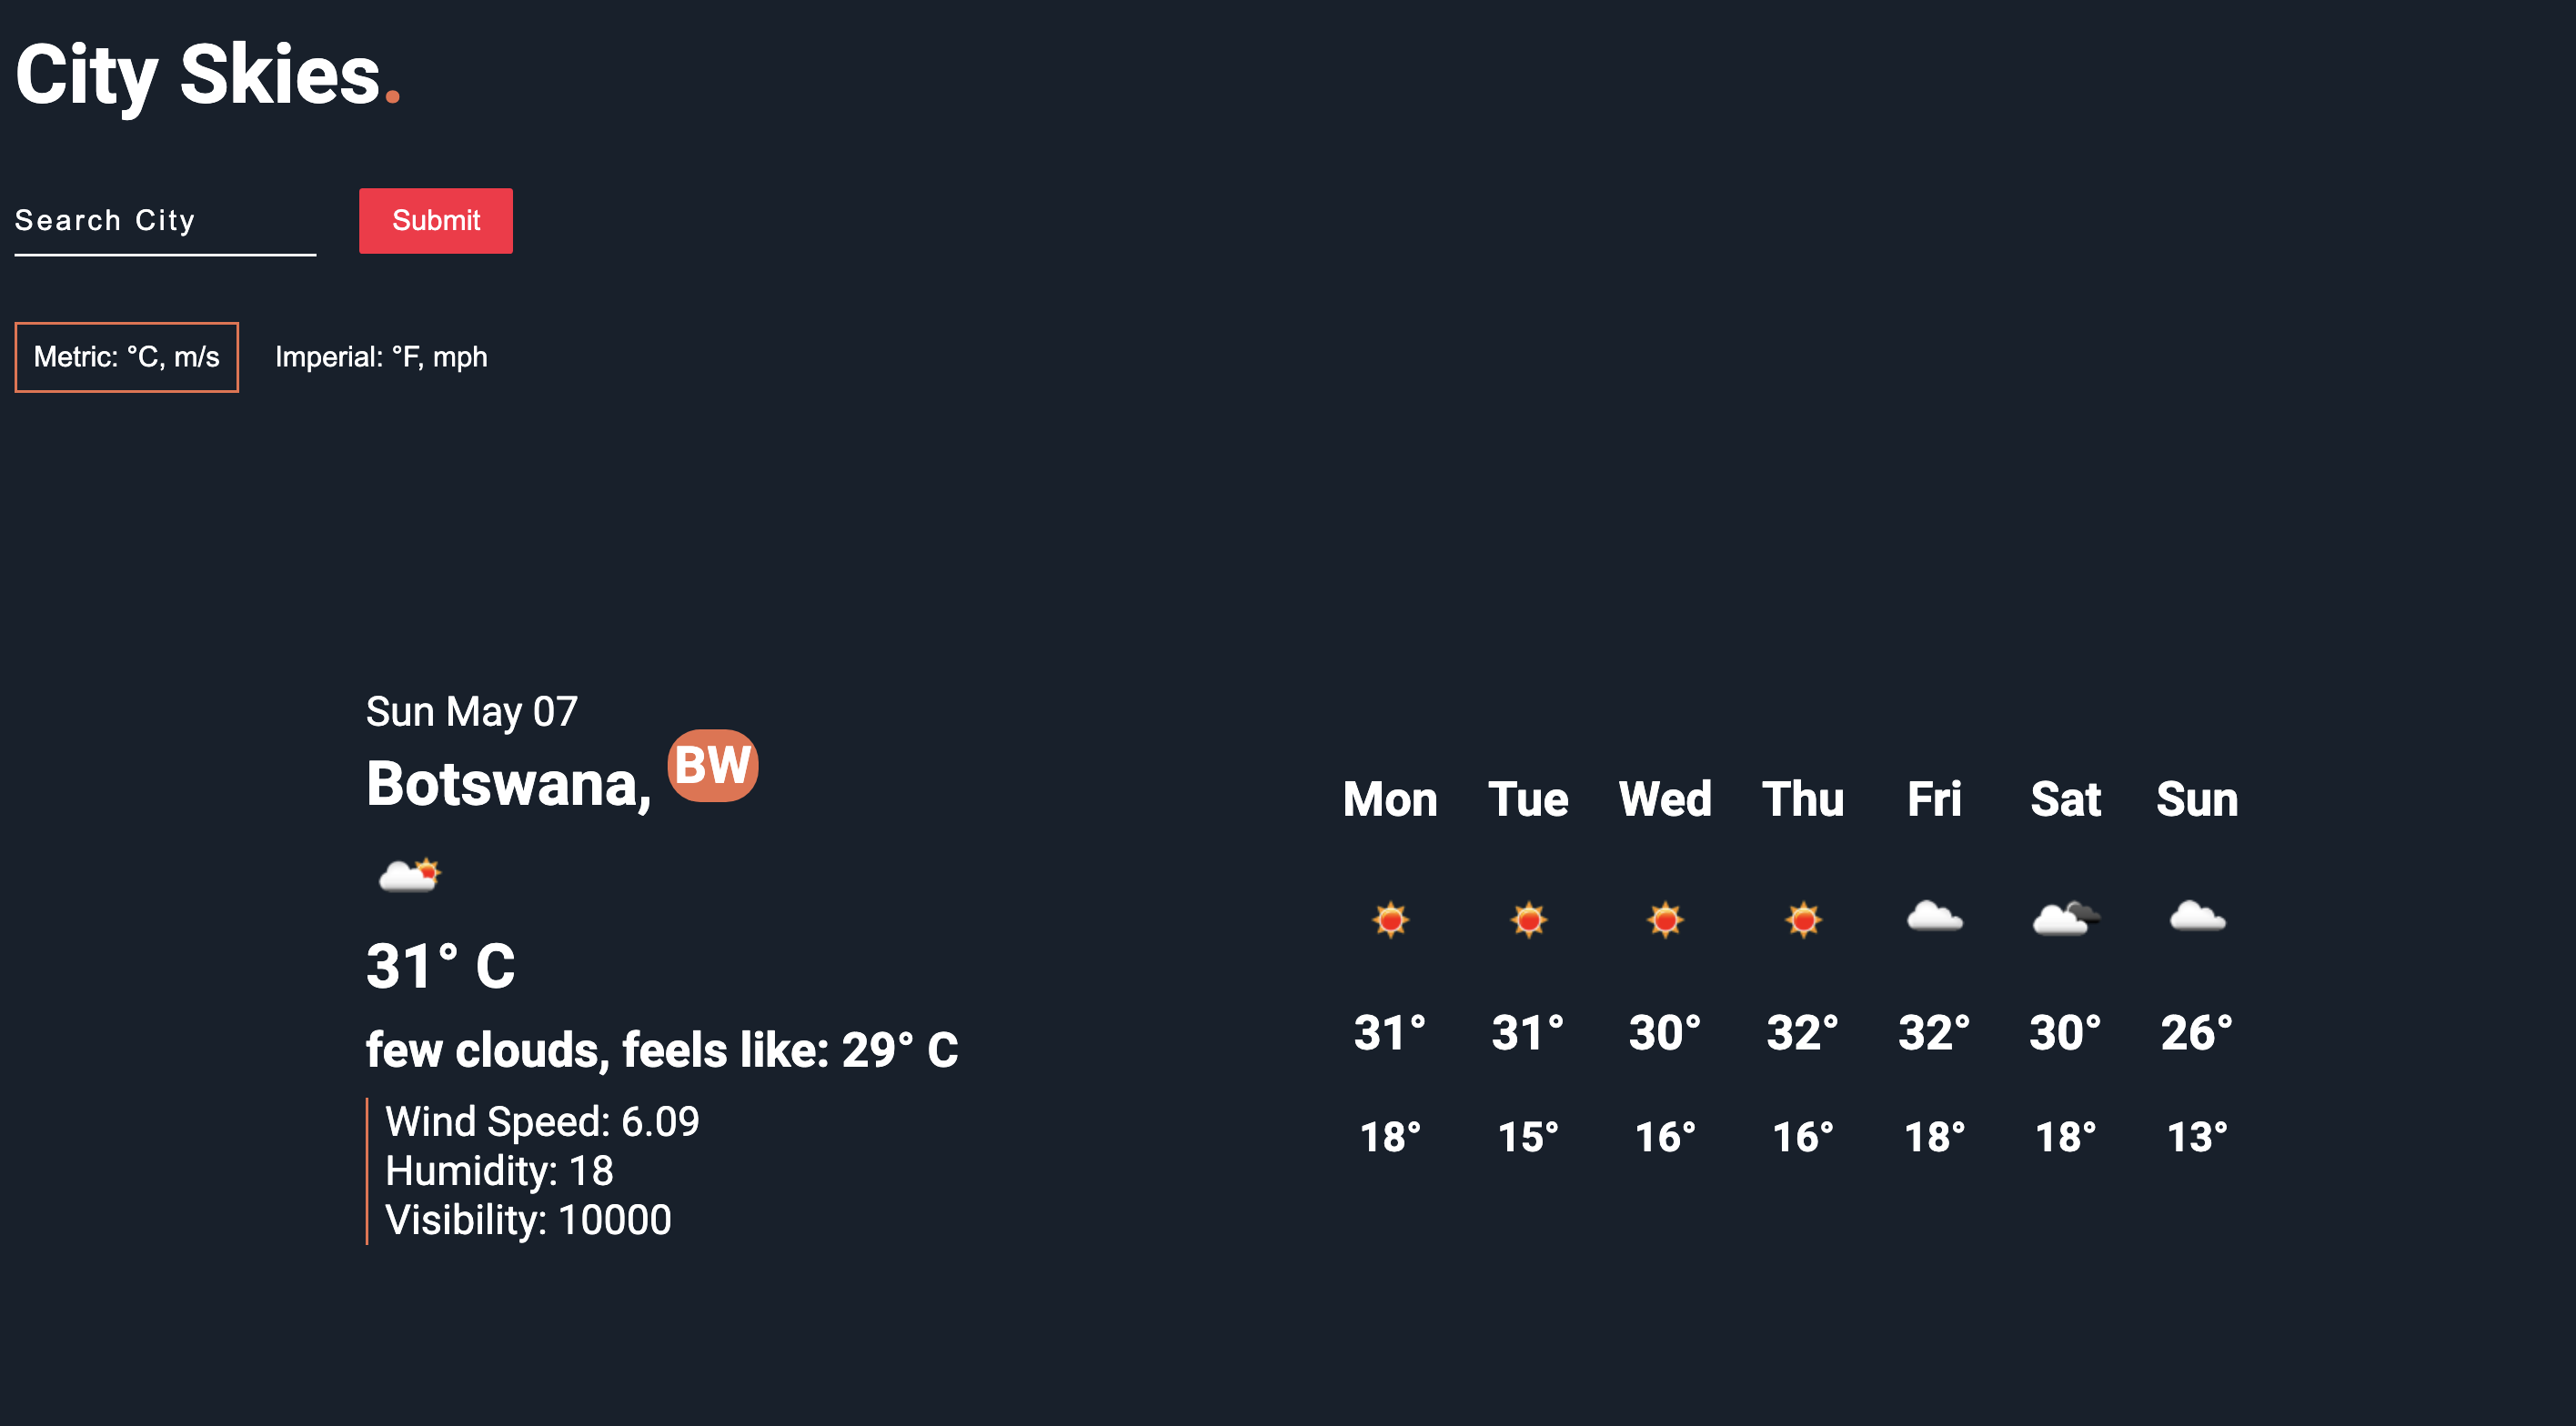 City Skies.
Search City
Submit
Metric: °C, m/s
Imperial: °F, mph
Sun May 07
Botswana, BW
31° C
few clouds, feels like: 29° C
Wind Speed: 6.09
Humidity: 18
Visibility: 10000
Mon Tue Wed Thu Fri Sat Sun
31° 31° 30° 32° 32° 30° 26°
18° 15° 16° 16° 18° 18° 13°